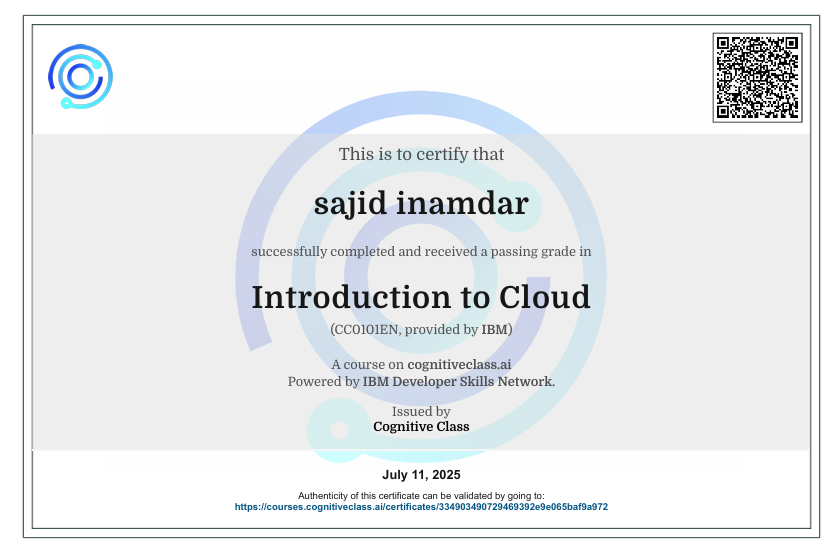 This is to certify that
sajid inamdar
successfully completed and received a passing grade in
Introduction to Cloud
(CC0101EN, provided by IBM)
A course on cognitiveclass.ai
Powered by IBM Developer Skills Network.
Issued by
Cognitive Class
July 11, 2025
Authenticity of this certificate can be validated by going to:
https://courses.cognitiveclass.ai/certificates/334903490729469392e9e065baf9a972